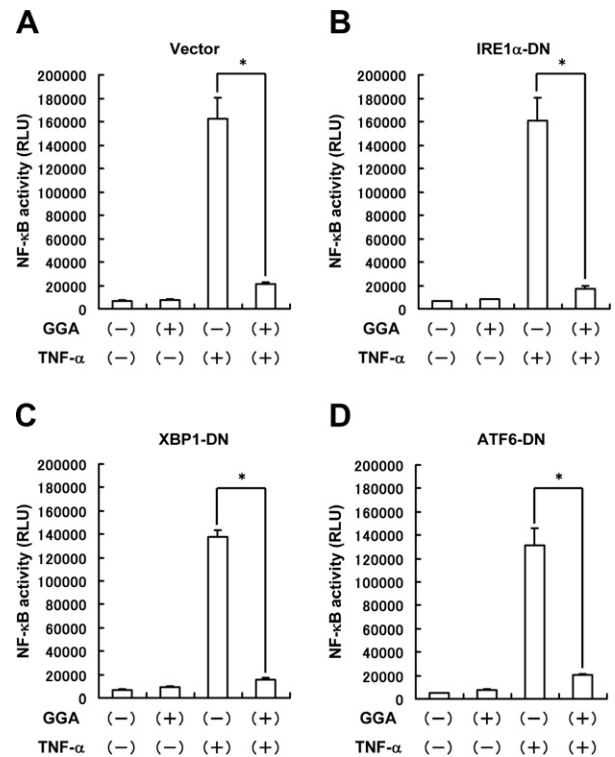 A
Vector
*
NF-κB activity (RLU)
200000
180000
160000
140000
120000
100000
80000
60000
40000
20000
0
GGA (−) (+) (−) (+)
TNF-α (−) (−) (+) (+)
B
IRE1α-DN
*
NF-κB activity (RLU)
200000
180000
160000
140000
120000
100000
80000
60000
40000
20000
0
GGA (−) (+) (−) (+)
TNF-α (−) (−) (+) (+)
C
XBP1-DN
*
NF-κB activity (RLU)
200000
180000
160000
140000
120000
100000
80000
60000
40000
20000
0
GGA (−) (+) (−) (+)
TNF-α (−) (−) (+) (+)
D
ATF6-DN
*
NF-κB activity (RLU)
200000
180000
160000
140000
120000
100000
80000
60000
40000
20000
0
GGA (−) (+) (−) (+)
TNF-α (−) (−) (+) (+)